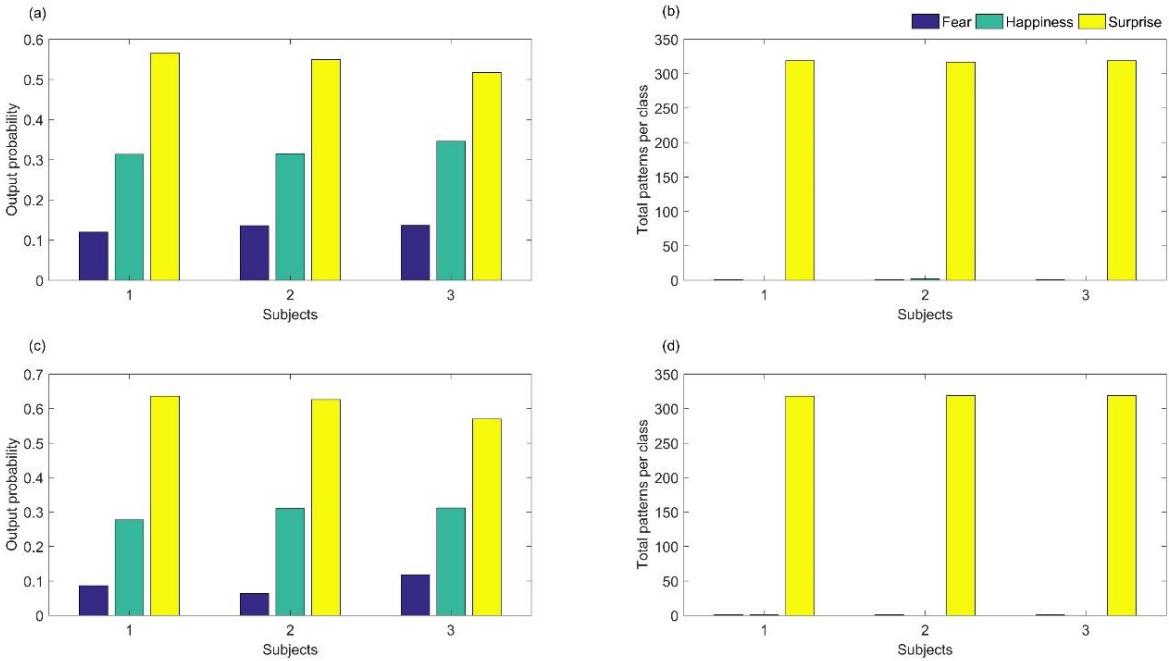 (a)
(b)
Fear Happiness Surprise
0.6
0.5
0.4
0.3
0.2
0.1
0
Output probability
1 2 3
Subjects
350
300
250
200
150
100
50
0
Total patterns per class
1 2 3
Subjects
(c)
0.7
0.6
0.5
0.4
0.3
0.2
0.1
0
Output probability
1 2 3
Subjects
(d)
350
300
250
200
150
100
50
0
Total patterns per class
1 2 3
Subjects